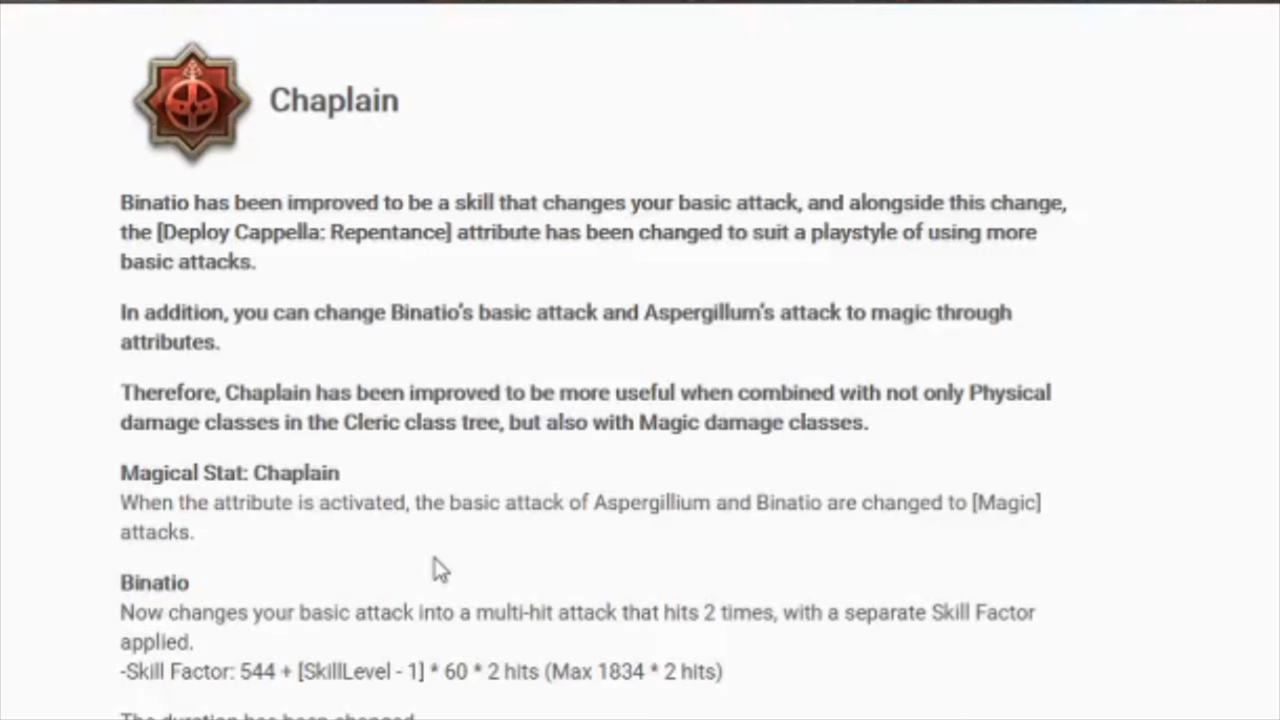 Chaplain
Binatio has been improved to be a skill that changes your basic attack, and alongside this change,
the [Deploy Cappella: Repentance] attribute has been changed to suit a playstyle of using more
basic attacks.
In addition, you can change Binatio's basic attack and Aspergillum's attack to magic through
attributes.
Therefore, Chaplain has been improved to be more useful when combined with not only Physical
damage classes in the Cleric class tree, but also with Magic damage classes.
Magical Stat: Chaplain
When the attribute is activated, the basic attack of Aspergillium and Binatio are changed to [Magic]
attacks.
Binatio
Now changes your basic attack into a multi-hit attack that hits 2 times, with a separate Skill Factor
applied.
-Skill Factor: 544 + [SkillLevel - 1] * 60 * 2 hits (Max 1834 * 2 hits)
The duration has been changed